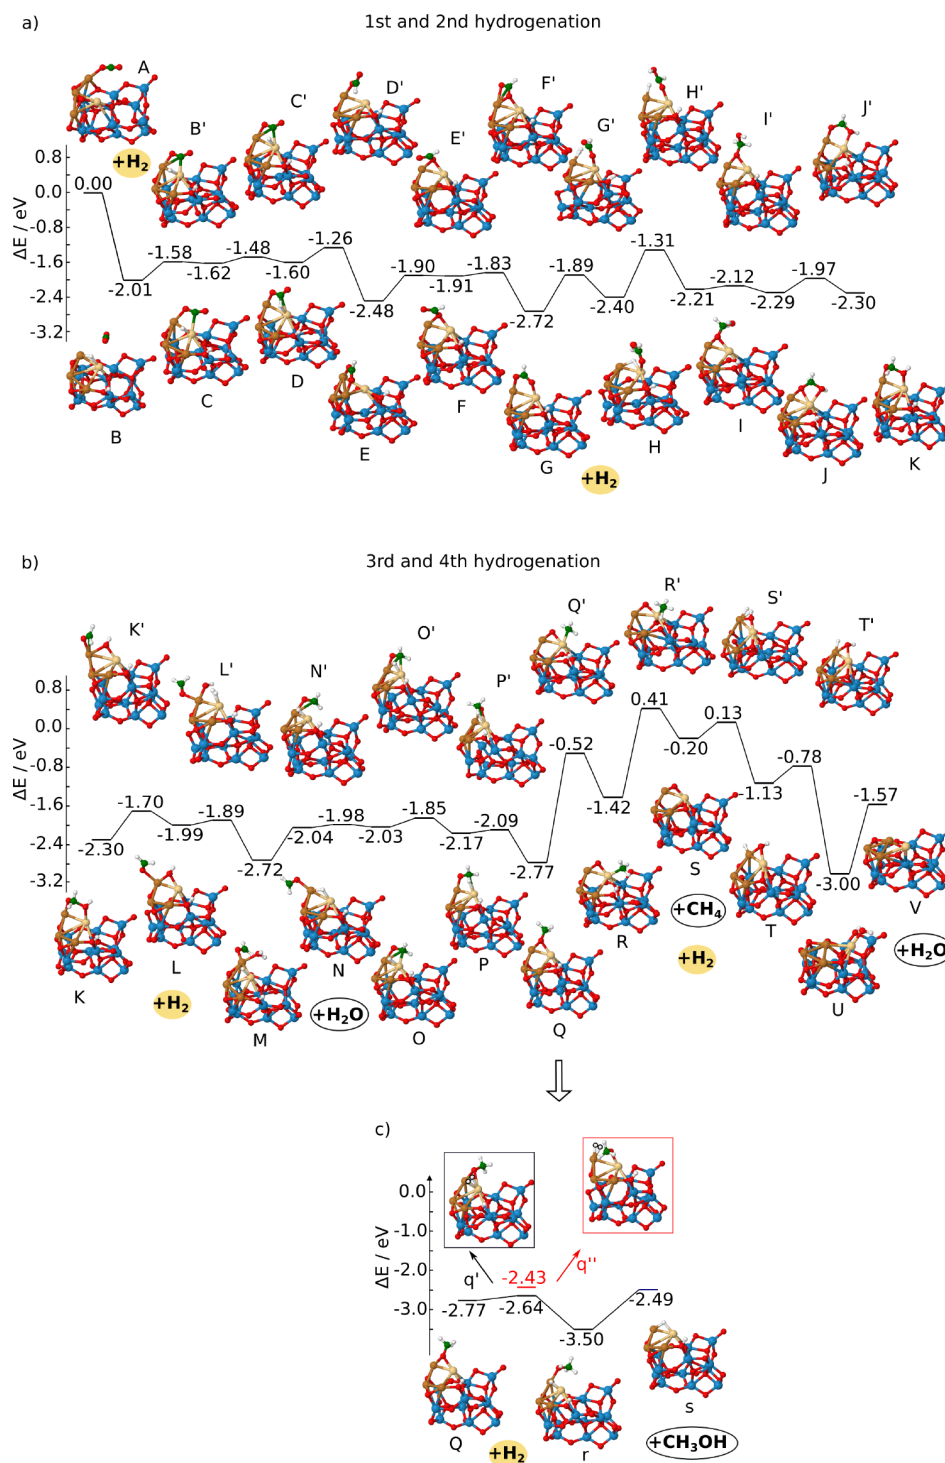 a)
1st and 2nd hydrogenation
A
B'
C'
D'
E'
F'
G'
H'
I'
J'
+H₂
ΔE / eV
0.8
0.0
-0.8
-1.6
-2.4
-3.2
0.00
-2.01
-1.58
-1.62
-1.48
-1.60
-1.26
-2.48
-1.90
-1.91
-1.83
-2.72
-1.89
-2.40
-1.31
-2.21
-2.12
-2.29
-1.97
-2.30
B
C
D
E
F
G
H
I
J
K
+H₂
b)
3rd and 4th hydrogenation
K'
L'
N'
O'
P'
Q'
R'
S'
T'
ΔE / eV
0.8
0.0
-0.8
-1.6
-2.4
-3.2
-2.30
-1.70
-1.99
-1.89
-2.72
-2.04
-1.98
-2.03
-1.85
-2.17
-2.09
-2.77
-0.52
-1.42
0.41
-0.20
0.13
-1.13
-0.78
-3.00
-1.57
K
L
M
N
O
P
Q
R
S
T
U
V
+H₂
+H₂O
+CH₄
+H₂
+H₂O
c)
ΔE / eV
0.0
-1.0
-2.0
-3.0
q'
q''
-2.77
-2.43
-2.64
-3.50
-2.49
Q
+H₂
r
s
+CH₃OH